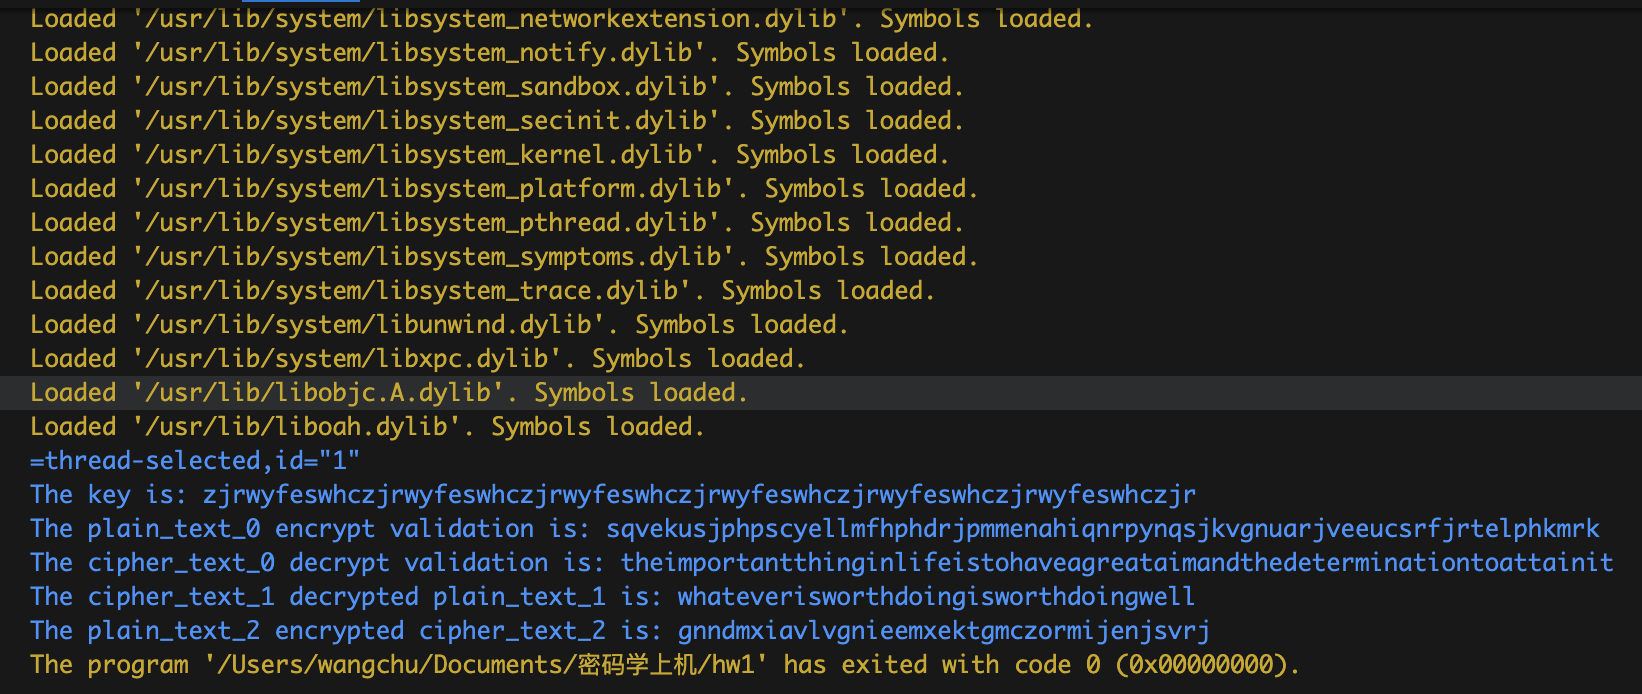 Loaded '/usr/lib/system/libsystem_networkextension.dylib'. Symbols loaded.
Loaded '/usr/lib/system/libsystem_notify.dylib'. Symbols loaded.
Loaded '/usr/lib/system/libsystem_sandbox.dylib'. Symbols loaded.
Loaded '/usr/lib/system/libsystem_secinit.dylib'. Symbols loaded.
Loaded '/usr/lib/system/libsystem_kernel.dylib'. Symbols loaded.
Loaded '/usr/lib/system/libsystem_platform.dylib'. Symbols loaded.
Loaded '/usr/lib/system/libsystem_pthread.dylib'. Symbols loaded.
Loaded '/usr/lib/system/libsystem_symptoms.dylib'. Symbols loaded.
Loaded '/usr/lib/system/libsystem_trace.dylib'. Symbols loaded.
Loaded '/usr/lib/system/libunwind.dylib'. Symbols loaded.
Loaded '/usr/lib/system/libxpc.dylib'. Symbols loaded.
Loaded '/usr/lib/libobjc.A.dylib'. Symbols loaded.
Loaded '/usr/lib/liboah.dylib'. Symbols loaded.
=thread-selected,id="1"
The key is: zjrwyfeswhczjrwyfeswhczjrwyfeswhczjrwyfeswhczjrwyfeswhczjrwyfeswhczjr
The plain_text_0 encrypt validation is: sqvekusjphpscyellmfhphdrjpmmenahiqnrpynqsjkvgnuarjveeucsrfjrtelphkmrk
The cipher_text_0 decrypt validation is: theimportantthinginlifeistohaveagreataimandthedeterminationtoattainit
The cipher_text_1 decrypted plain_text_1 is: whateverisworthdoingisworthdoingwell
The plain_text_2 encrypted cipher_text_2 is: gnndmxiavlvgnieemxektgmczormijenjsvrj
The program '/Users/wangchu/Documents/密码学上机/hw1' has exited with code 0 (0x00000000).